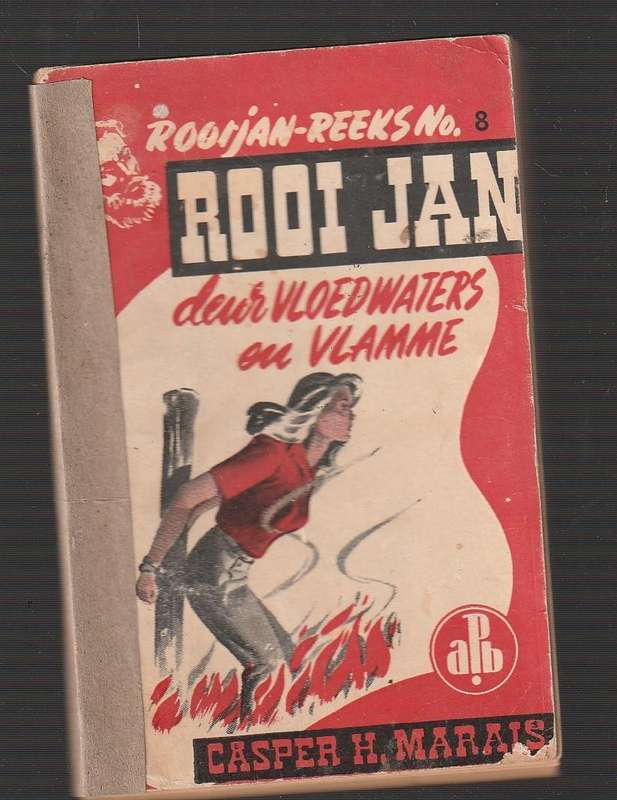 ROOIJAN-REEKS No. 8
ROOI JAN
deur VLOEDWATERS
en VLAMME
aPb
CASPER H. MARAIS